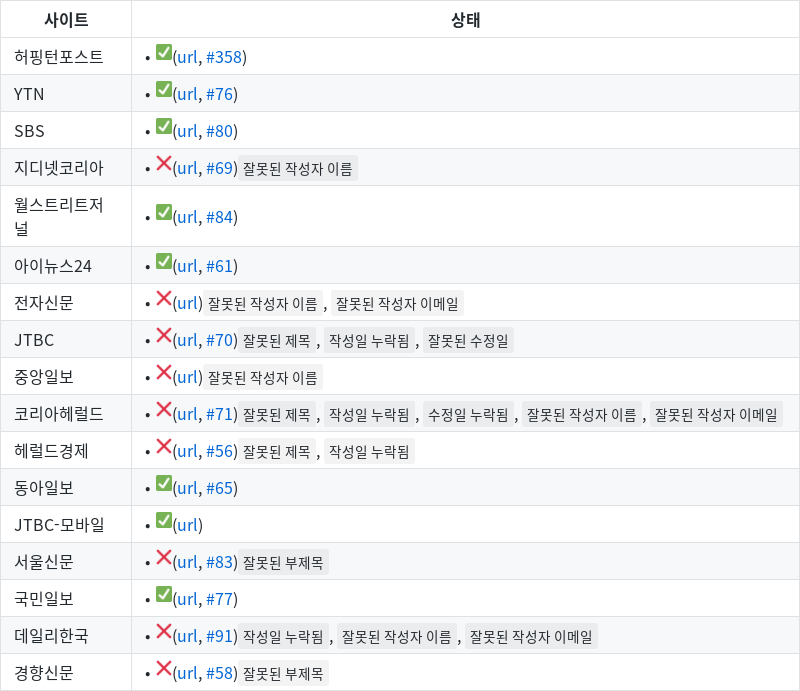 사이트 상태
허핑턴포스트 • ✅(url, #358)
YTN • ✅(url, #76)
SBS • ✅(url, #80)
지디넷코리아 • ❌(url, #69) 잘못된 작성자 이름
월스트리트저
널 • ✅(url, #84)
아이뉴스24 • ✅(url, #61)
전자신문 • ❌(url) 잘못된 작성자 이름 , 잘못된 작성자 이메일
JTBC • ❌(url, #70) 잘못된 제목 , 작성일 누락됨 , 잘못된 수정일
중앙일보 • ❌(url) 잘못된 작성자 이름
코리아헤럴드 • ❌(url, #71) 잘못된 제목 , 작성일 누락됨 , 수정일 누락됨 , 잘못된 작성자 이름 , 잘못된 작성자 이메일
헤럴드경제 • ❌(url, #56) 잘못된 제목 , 작성일 누락됨
동아일보 • ✅(url, #65)
JTBC-모바일 • ✅(url)
서울신문 • ❌(url, #83) 잘못된 부제목
국민일보 • ✅(url, #77)
데일리한국 • ❌(url, #91) 작성일 누락됨 , 잘못된 작성자 이름 , 잘못된 작성자 이메일
경향신문 • ❌(url, #58) 잘못된 부제목